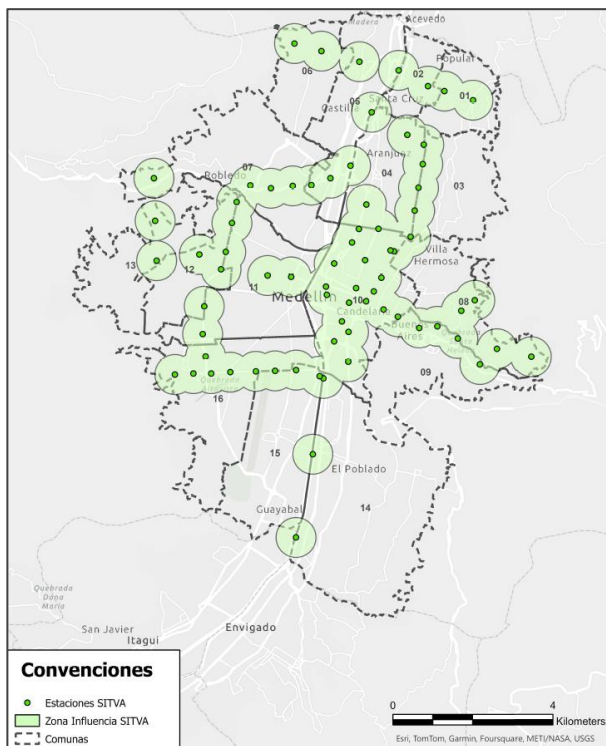 Madera
Acevedo
Popular
06
02
01
Santa Cruz
Castilla
06
Aranjuez
07
Robledo
04
03
Villa
Hermosa
13
12
11
Medellín
10
Candelaria
08
Buenos
Aires
09
16
15
El Poblado
14
Guayabal
Quebrada
Doña
María
San Javier
Itagui
Envigado
Convenciones
Estaciones SITVA
Zona Influencia SITVA
Comunas
0 4
Kilometers
Esri, TomTom, Garmin, Foursquare, METI/NASA, USGS